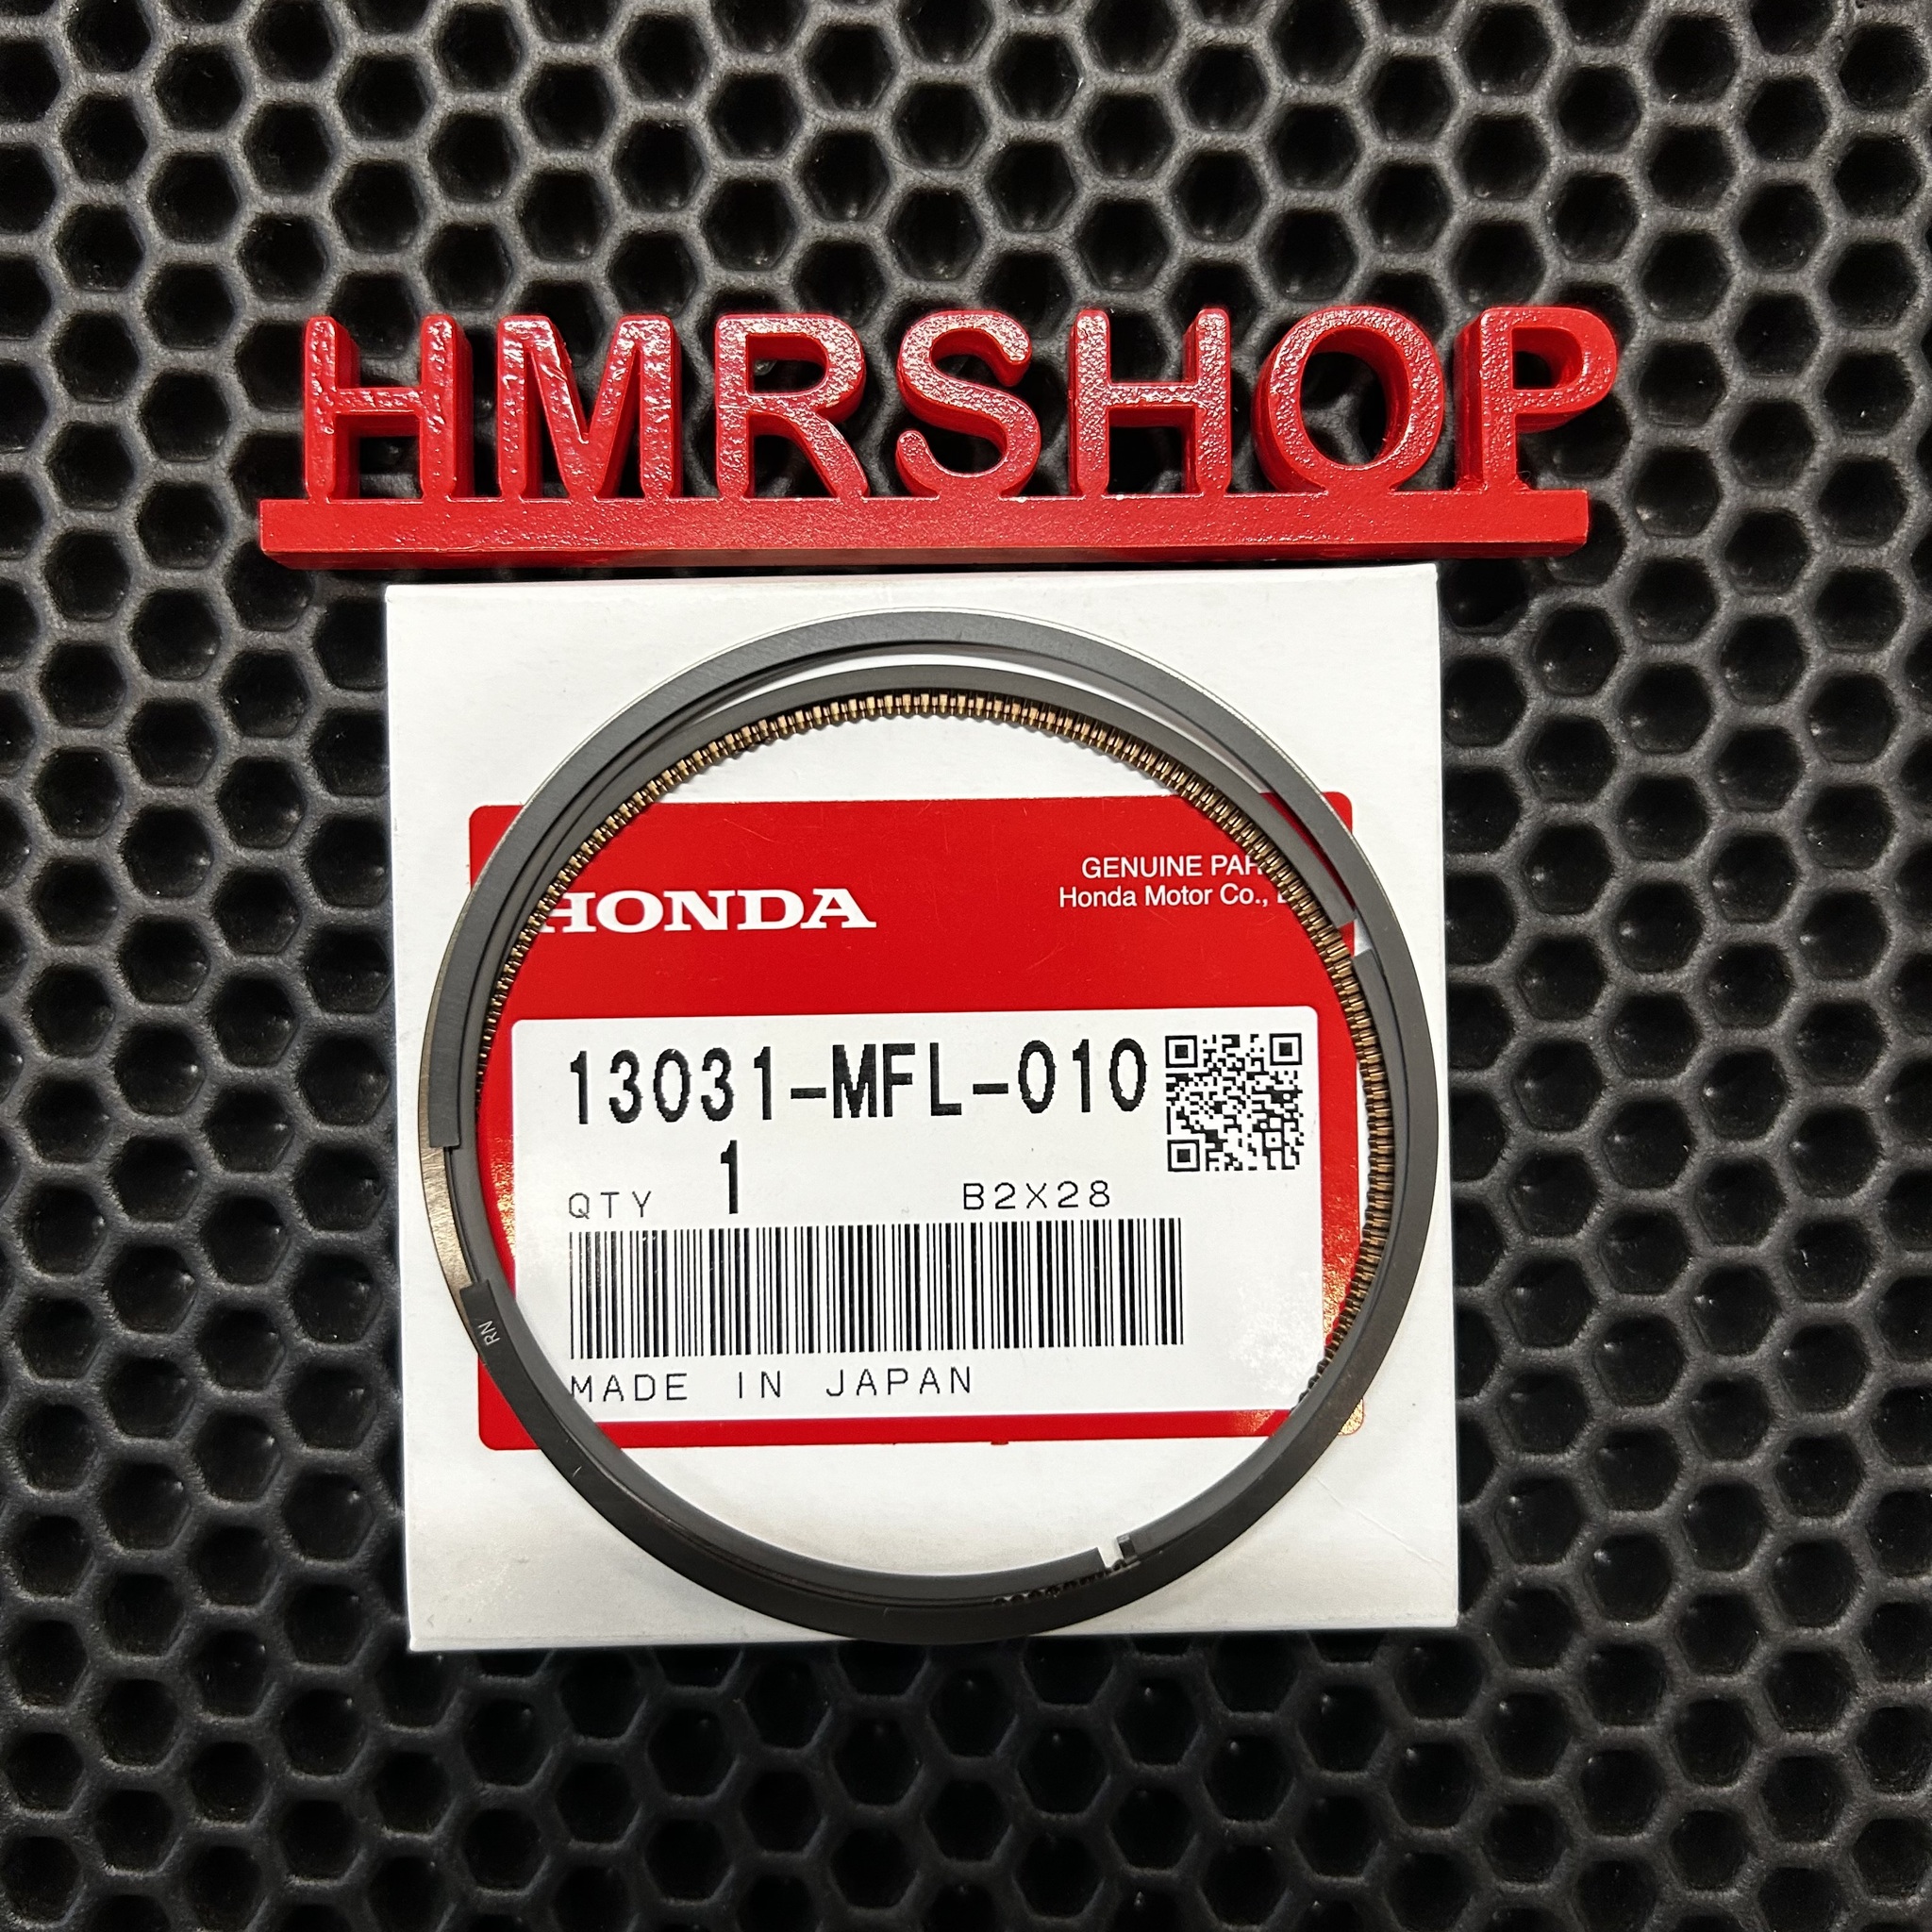 HMRSHOP
HONDA
GENUINE PAR
Honda Motor Co.,
13031-MFL-010
QTY 1 B2X28
MADE IN JAPAN
RN